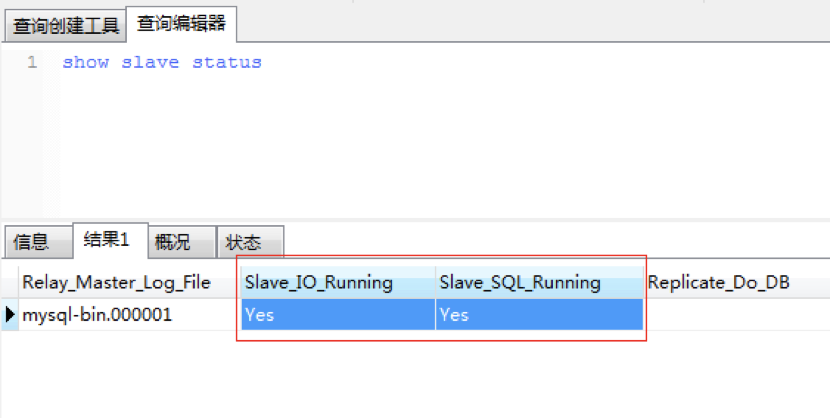 查询创建工具 查询编辑器
1 show slave status
信息 结果1 概况 状态
Relay_Master_Log_File Slave_IO_Running Slave_SQL_Running Replicate_Do_DB
mysql-bin.000001 Yes Yes